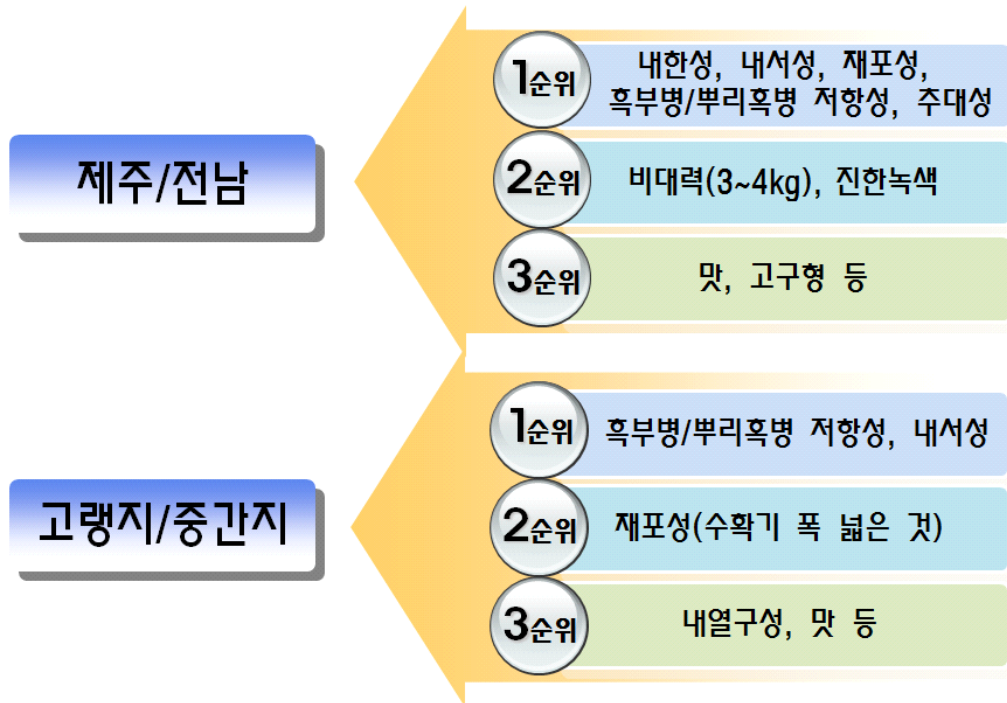 제주/전남
1순위
내한성, 내서성, 재포성,
흑부병/뿌리혹병 저항성, 추대성
2순위
비대력(3~4kg), 진한녹색
3순위
맛, 고구형 등
고랭지/중간지
1순위
흑부병/뿌리혹병 저항성, 내서성
2순위
재포성(수확기 폭 넓은 것)
3순위
내열구성, 맛 등